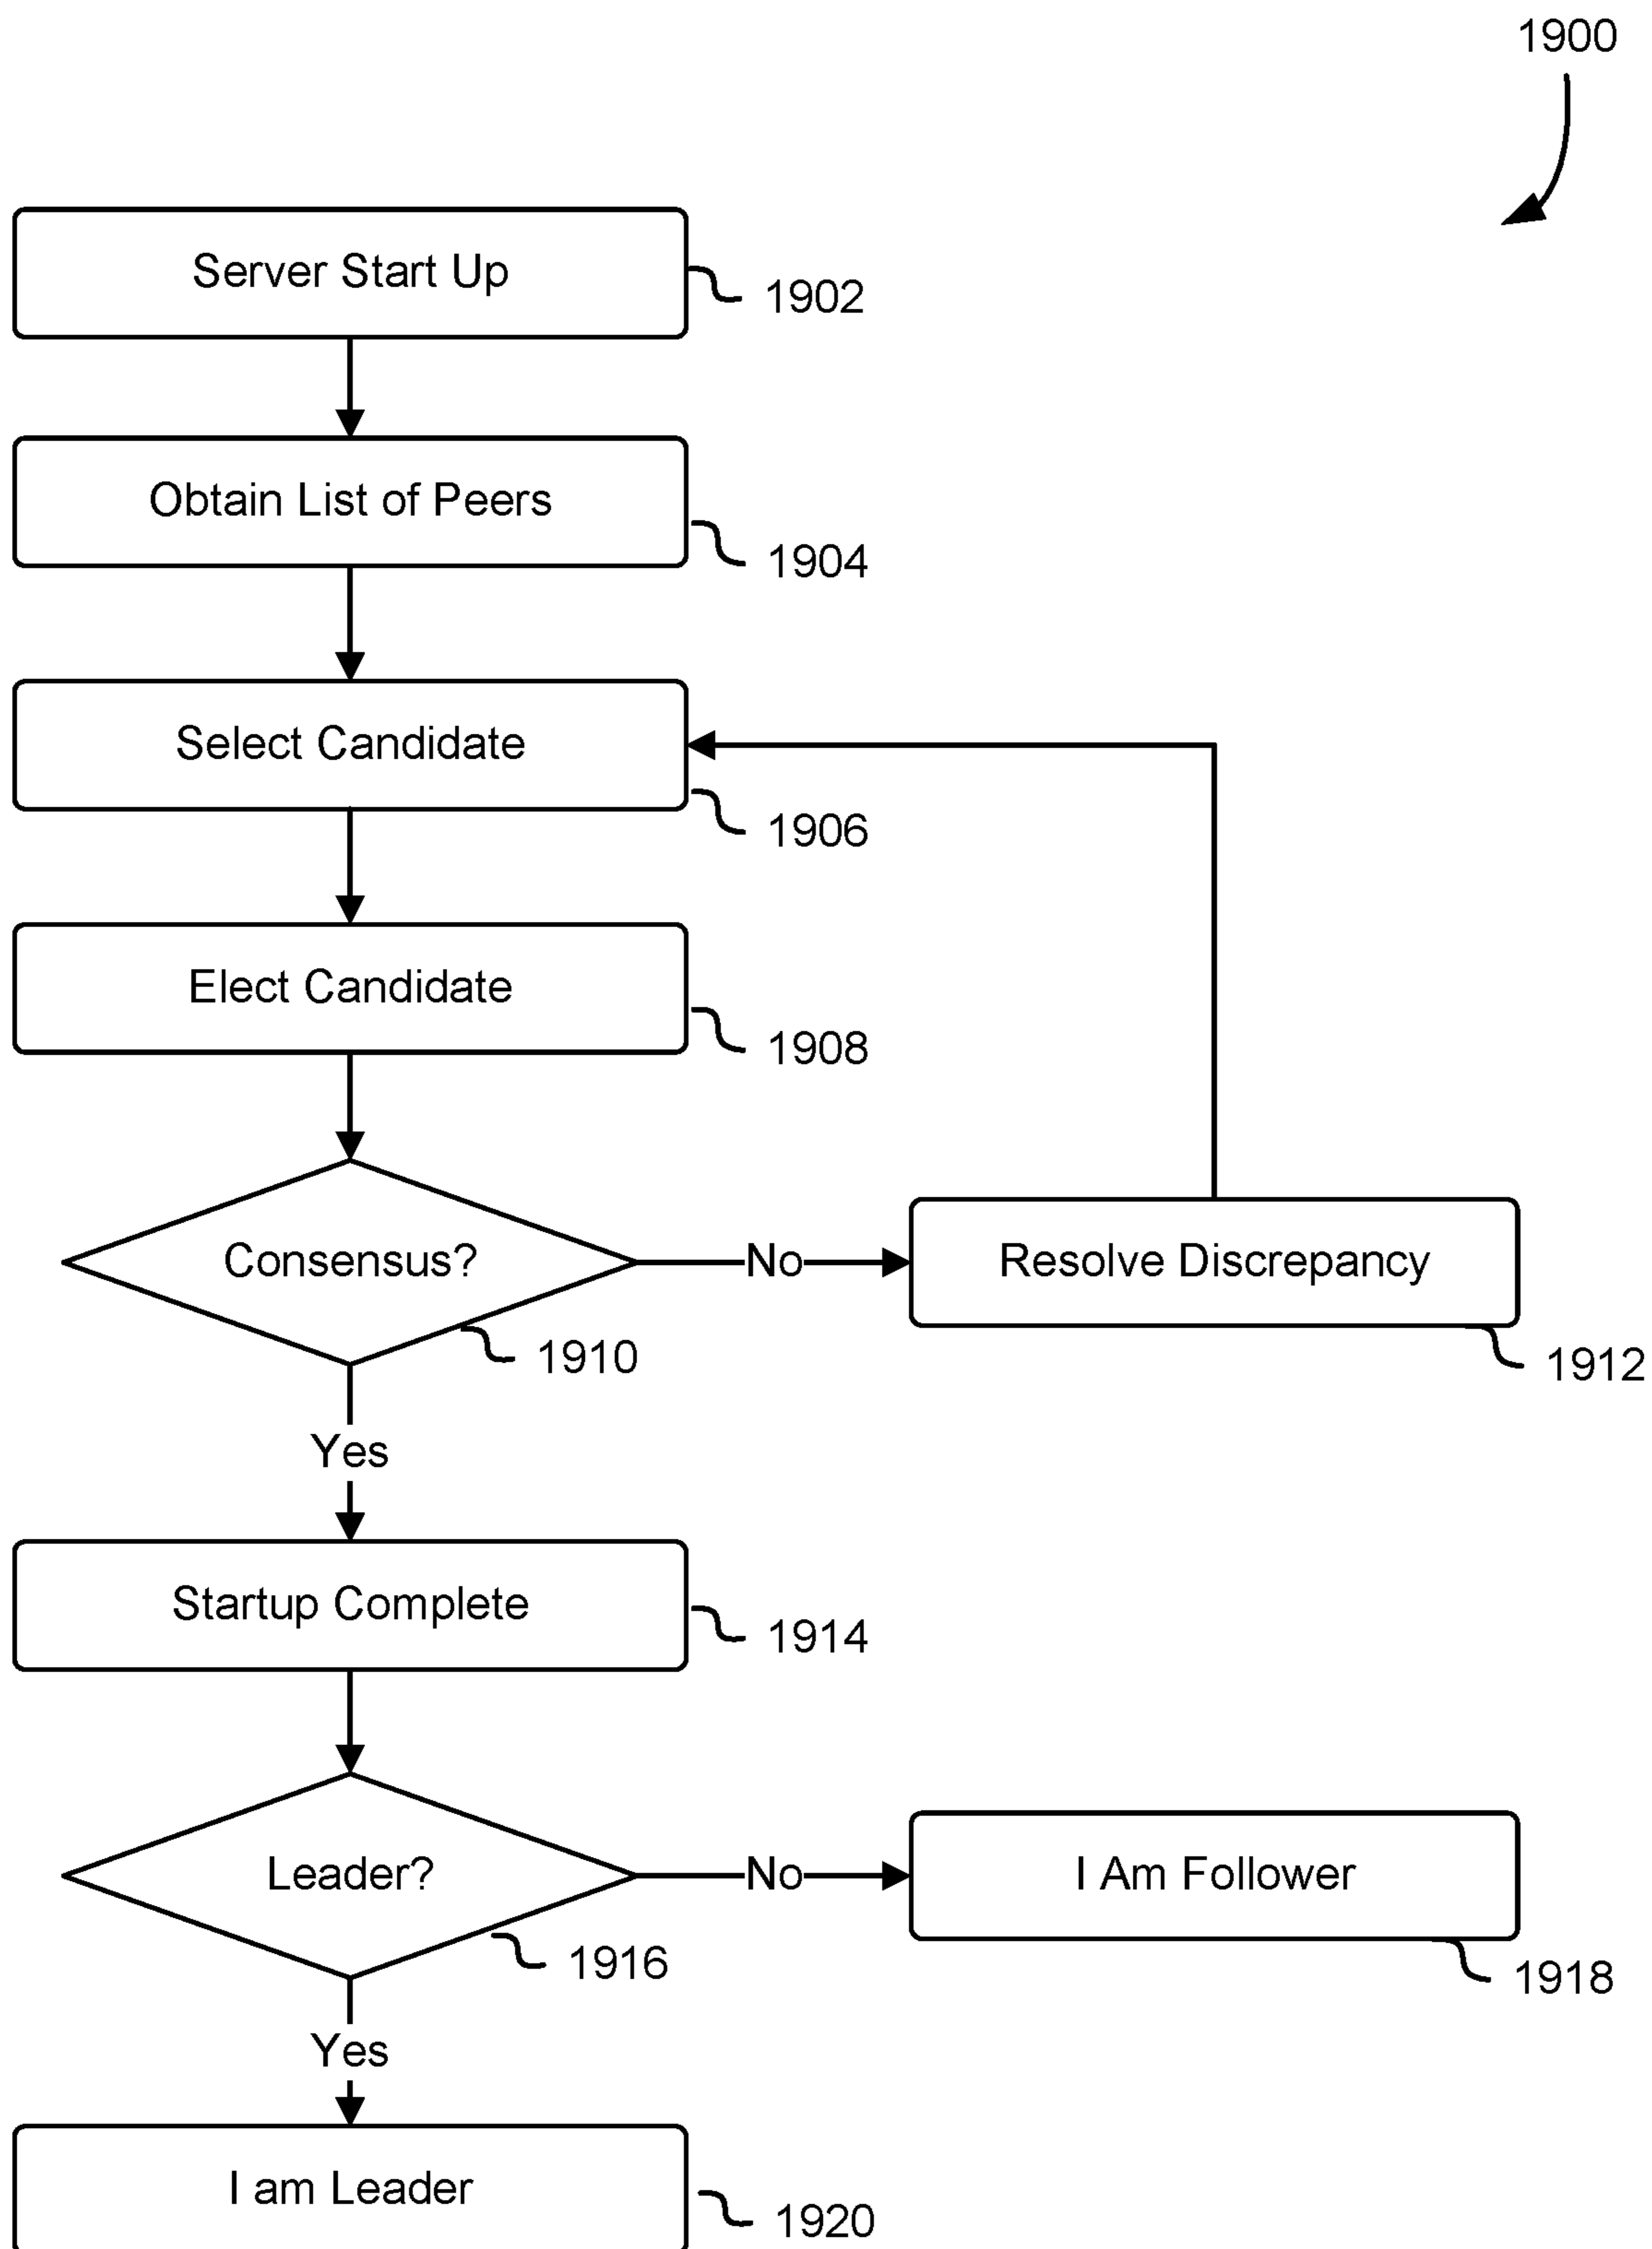 1900
Server Start Up
1902
Obtain List of Peers
1904
Select Candidate
1906
Elect Candidate
1908
Consensus?
No
Resolve Discrepancy
1910
1912
Yes
Startup Complete
1914
Leader?
No
I Am Follower
1916
1918
Yes
I am Leader
1920